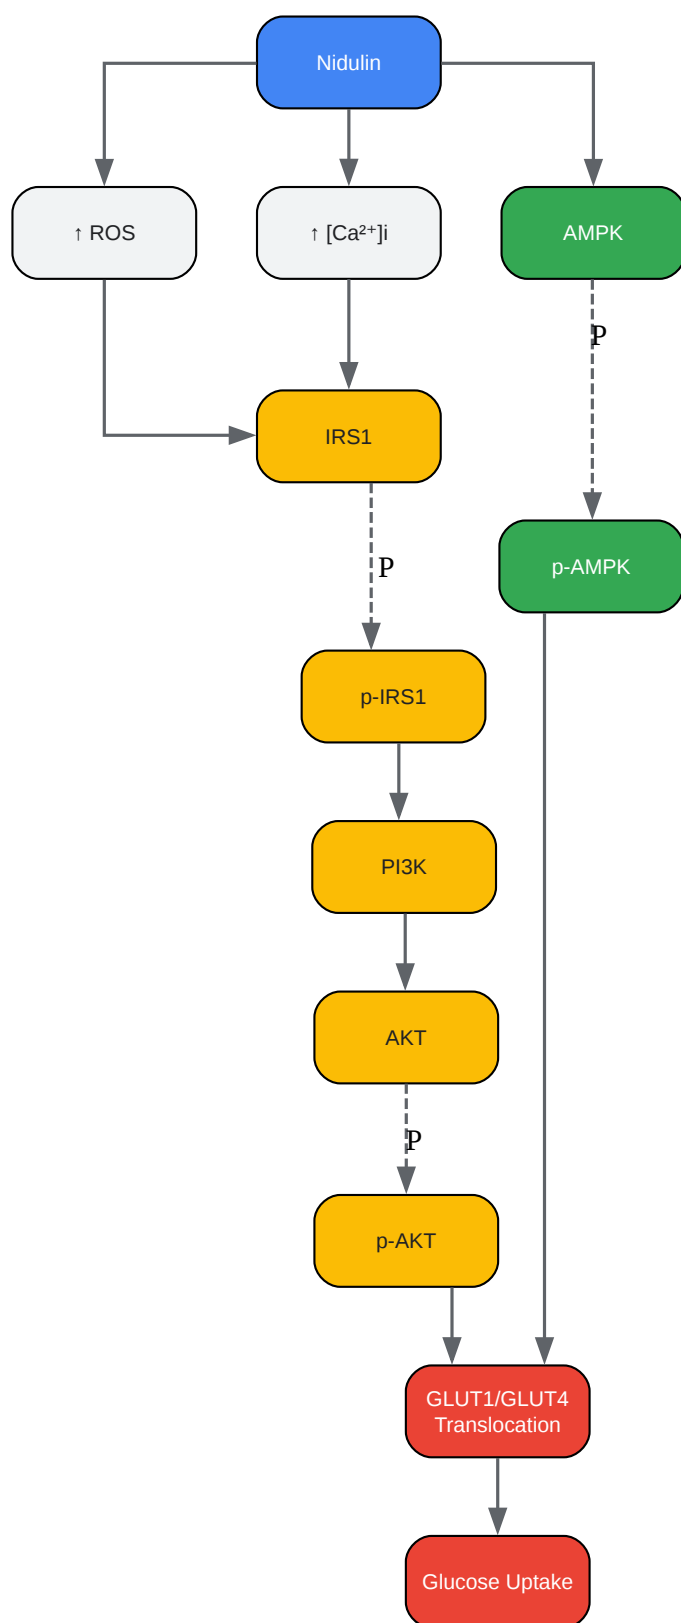 Nidulin
↑ ROS
↑ [Ca²⁺]i
AMPK
P
IRS1
P
p-AMPK
p-IRS1
PI3K
AKT
P
p-AKT
GLUT1/GLUT4
Translocation
Glucose Uptake